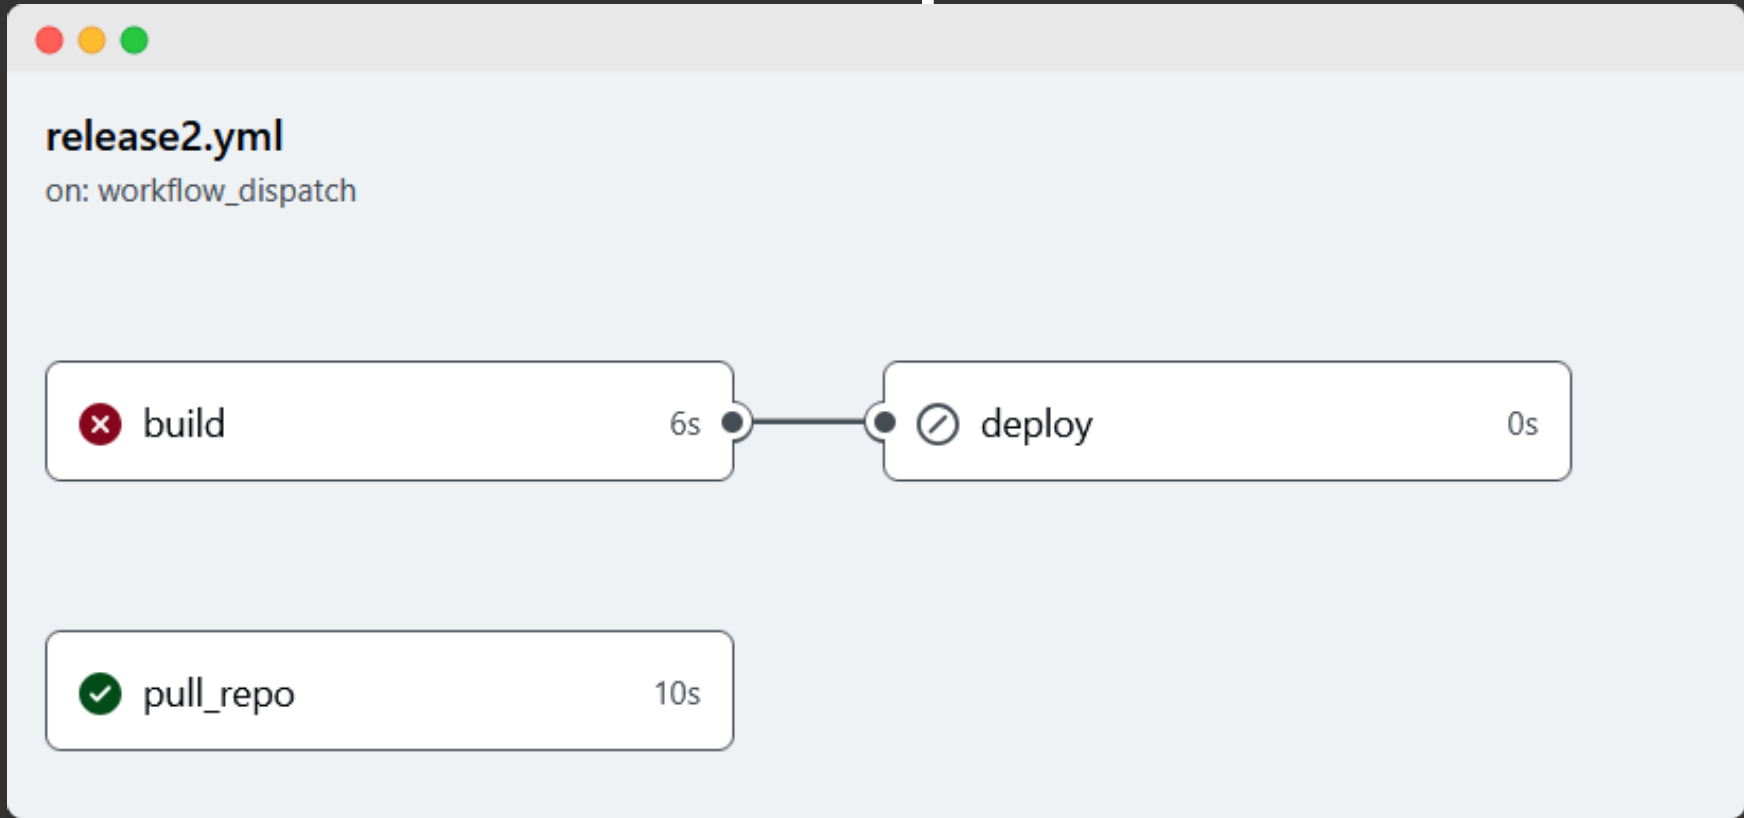 release2.yml
on: workflow_dispatch
build 6s
deploy 0s
pull_repo 10s